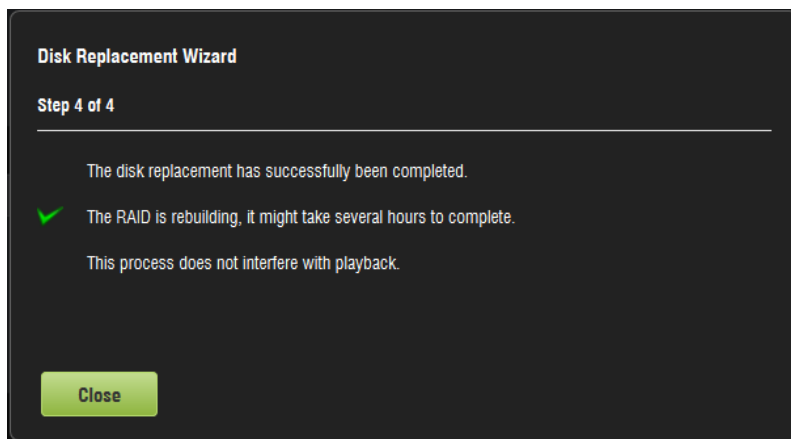 Disk Replacement Wizard
Step 4 of 4
The disk replacement has successfully been completed.
The RAID is rebuilding, it might take several hours to complete.
This process does not interfere with playback.
Close